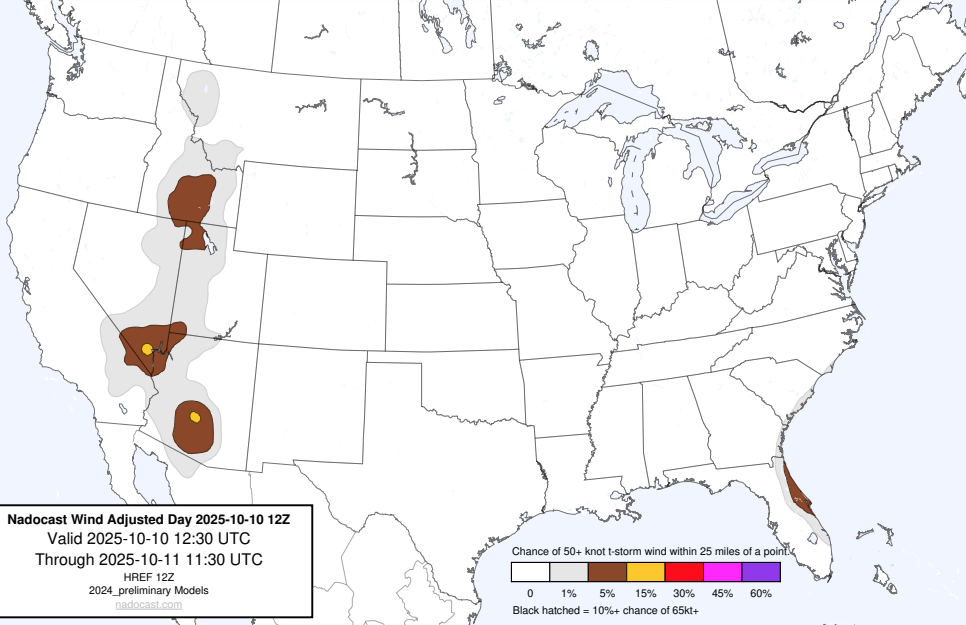 Nadocast Wind Adjusted Day 2025-10-10 12Z
Valid 2025-10-10 12:30 UTC
Through 2025-10-11 11:30 UTC
HREF 12Z
2024_preliminary Models
nadocast.com
Chance of 50+ knot t-storm wind within 25 miles of a point.
0 1% 5% 15% 30% 45% 60%
Black hatched = 10%+ chance of 65kt+